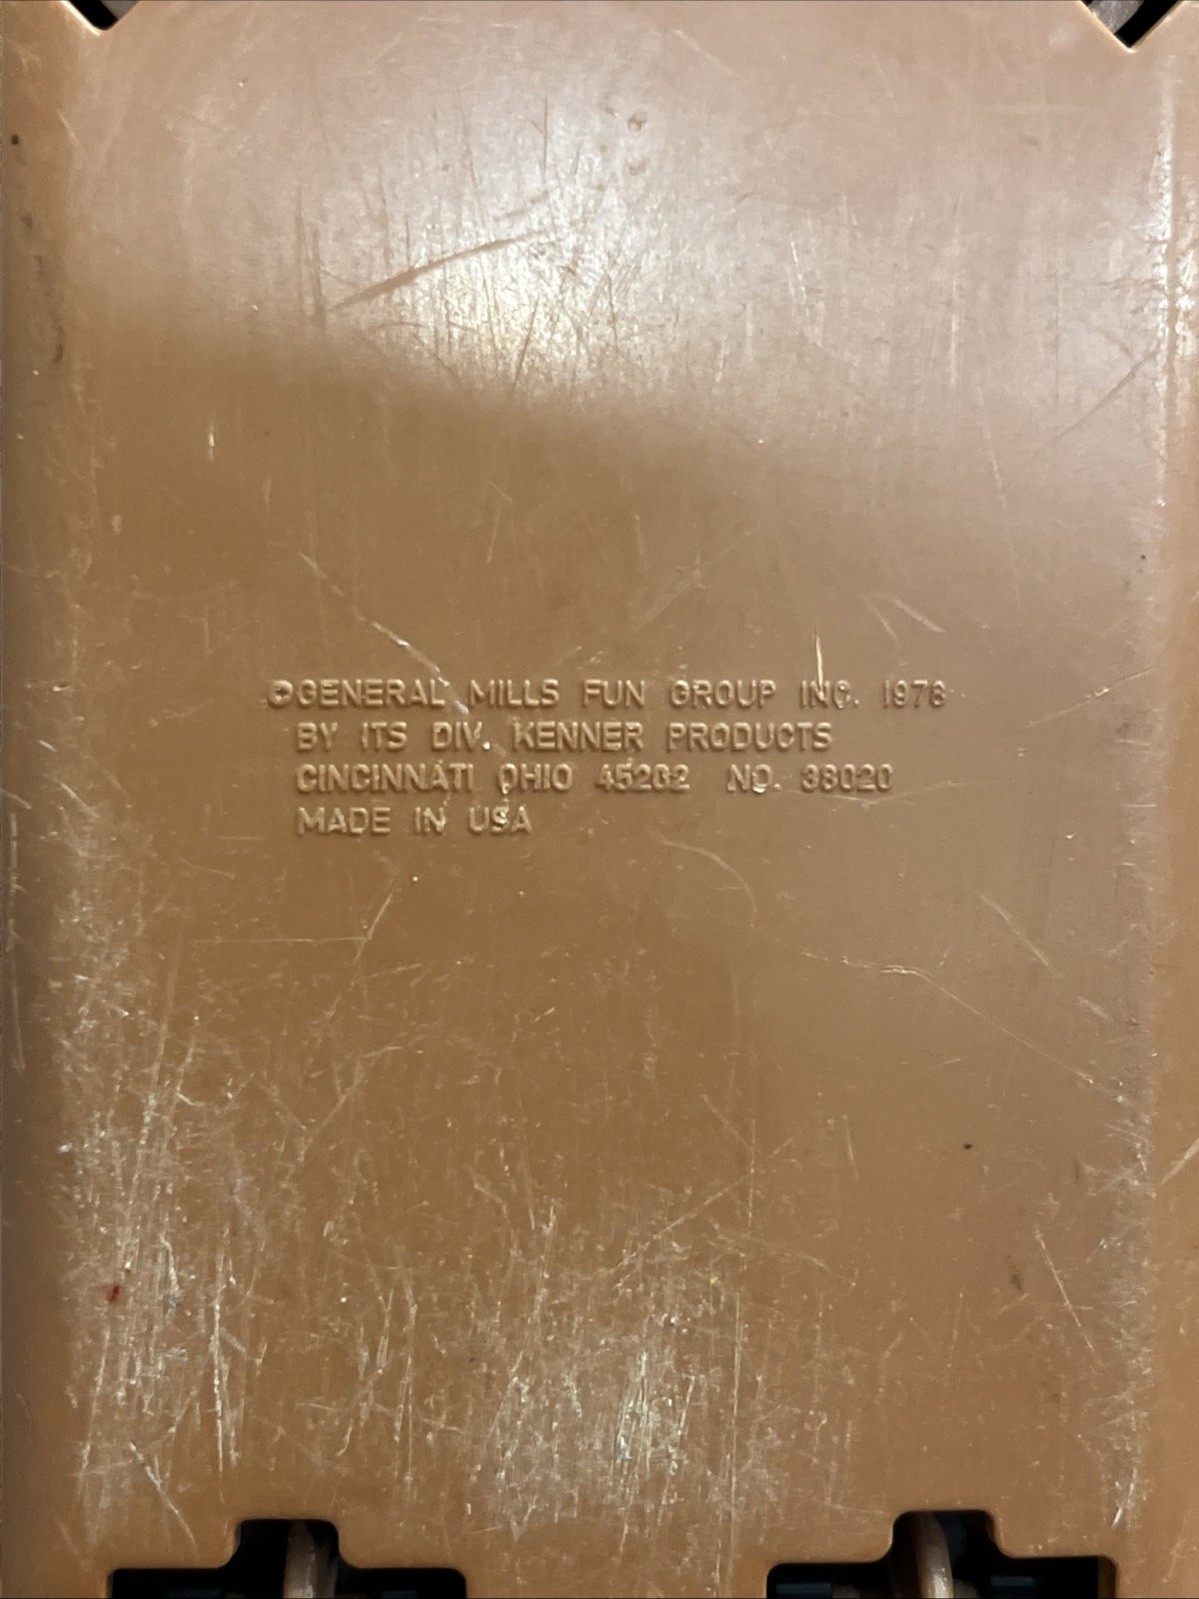 ©GENERAL MILLS FUN GROUP INC. 1978
BY ITS DIV. KENNER PRODUCTS
CINCINNATI OHIO 45202 NO. 38020
MADE IN USA